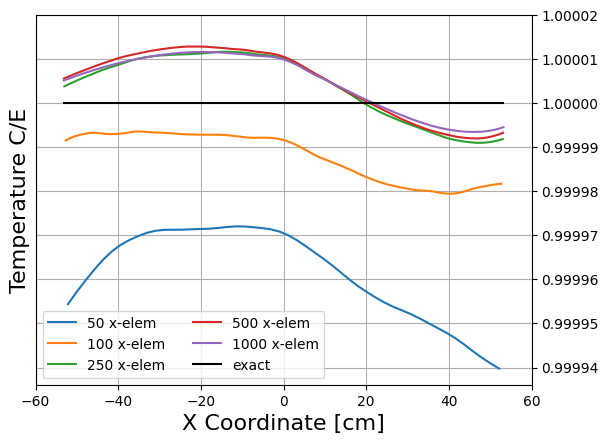 Temperature C/E
1.00002
1.00001
1.00000
0.99999
0.99998
0.99997
0.99996
0.99995
0.99994
50 x-elem
100 x-elem
250 x-elem
500 x-elem
1000 x-elem
exact
−60 −40 −20 0 20 40 60
X Coordinate [cm]